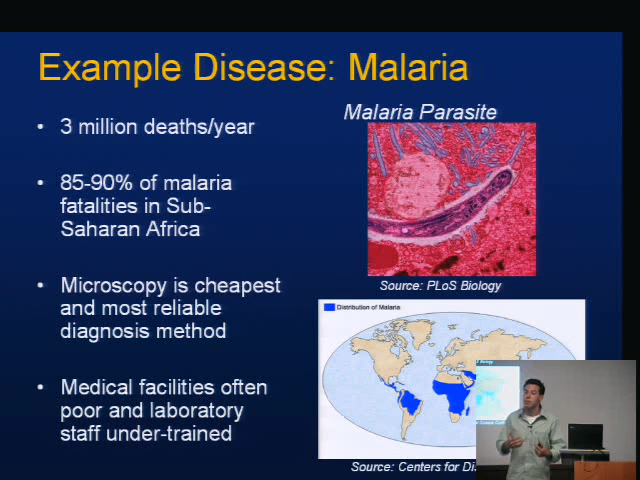 Example Disease: Malaria
• 3 million deaths/year
• 85-90% of malaria
fatalities in Sub-
Saharan Africa
• Microscopy is cheapest
and most reliable
diagnosis method
• Medical facilities often
poor and laboratory
staff under-trained
Malaria Parasite
Source: PLoS Biology
Distribution of Malaria
Source: Centers for Dis